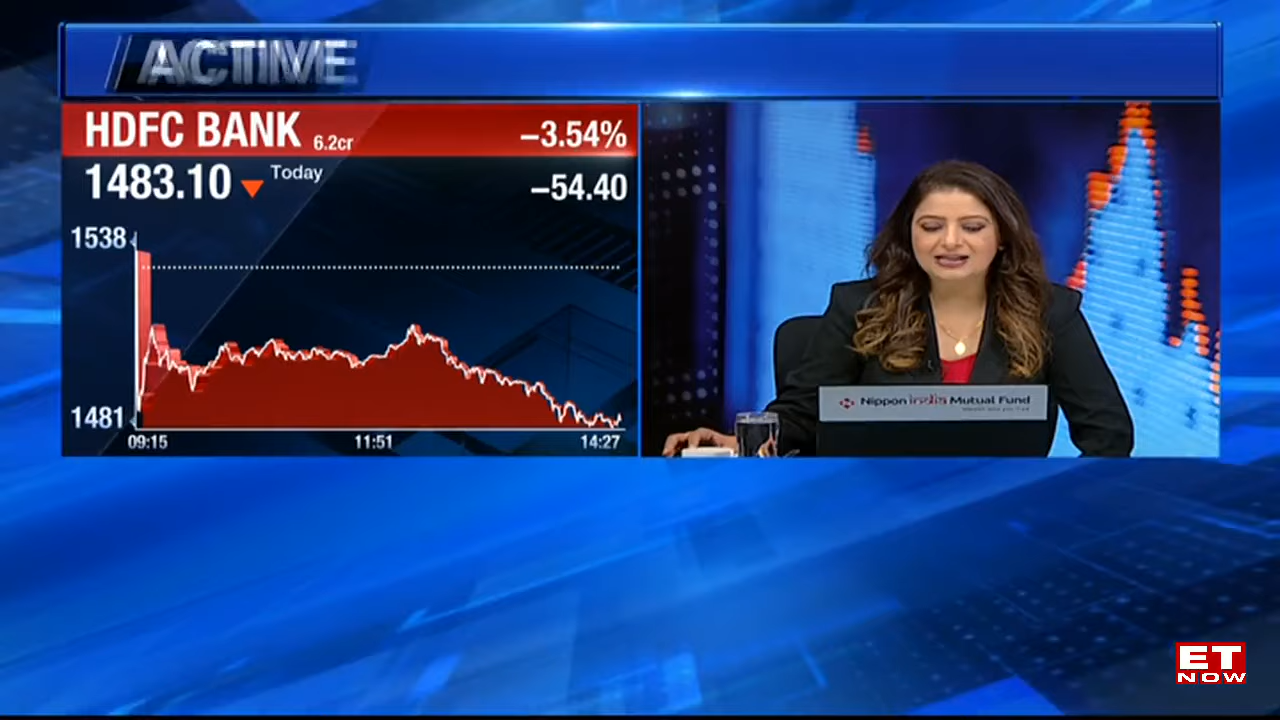 ACTIVE
HDFC BANK 6.2cr -3.54%
1483.10 Today -54.40
1538
1481
09:15 11:51 14:27
Nippon india Mutual Fund
ET
NOW